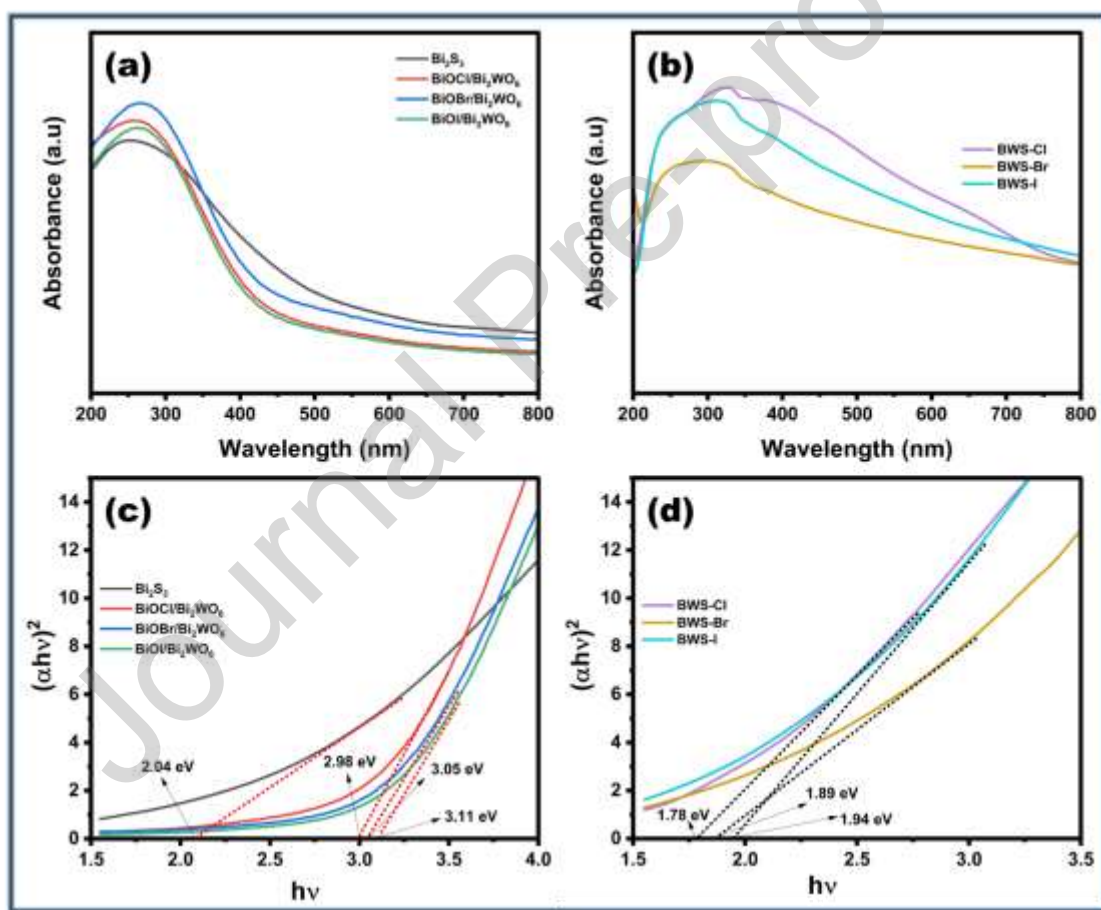 (a)
Bi₂S₃
BiOCl/Bi₂WO₆
BiOBr/Bi₂WO₆
BiOI/Bi₂WO₆
Absorbance (a.u)
200 300 400 500 600 700 800
Wavelength (nm)
(b)
BWS-Cl
BWS-Br
BWS-I
Absorbance (a.u)
200 300 400 500 600 700 800
Wavelength (nm)
(c)
Bi₂S₃
BiOCl/Bi₂WO₆
BiOBr/Bi₂WO₆
BiOI/Bi₂WO₆
(αhν)²
14
12
10
8
6
4
2
0
2.04 eV
2.98 eV
3.05 eV
3.11 eV
1.5 2.0 2.5 3.0 3.5 4.0
hν
(d)
BWS-Cl
BWS-Br
BWS-I
(αhν)²
14
12
10
8
6
4
2
0
1.78 eV
1.89 eV
1.94 eV
1.5 2.0 2.5 3.0 3.5
hν
Journal Pre-pro